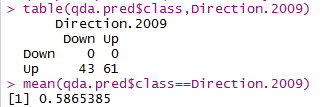 > table(qda.pred$class,Direction.2009)
Direction.2009
Down Up
Down 0 0
Up 43 61
> mean(qda.pred$class==Direction.2009)
[1] 0.5865385